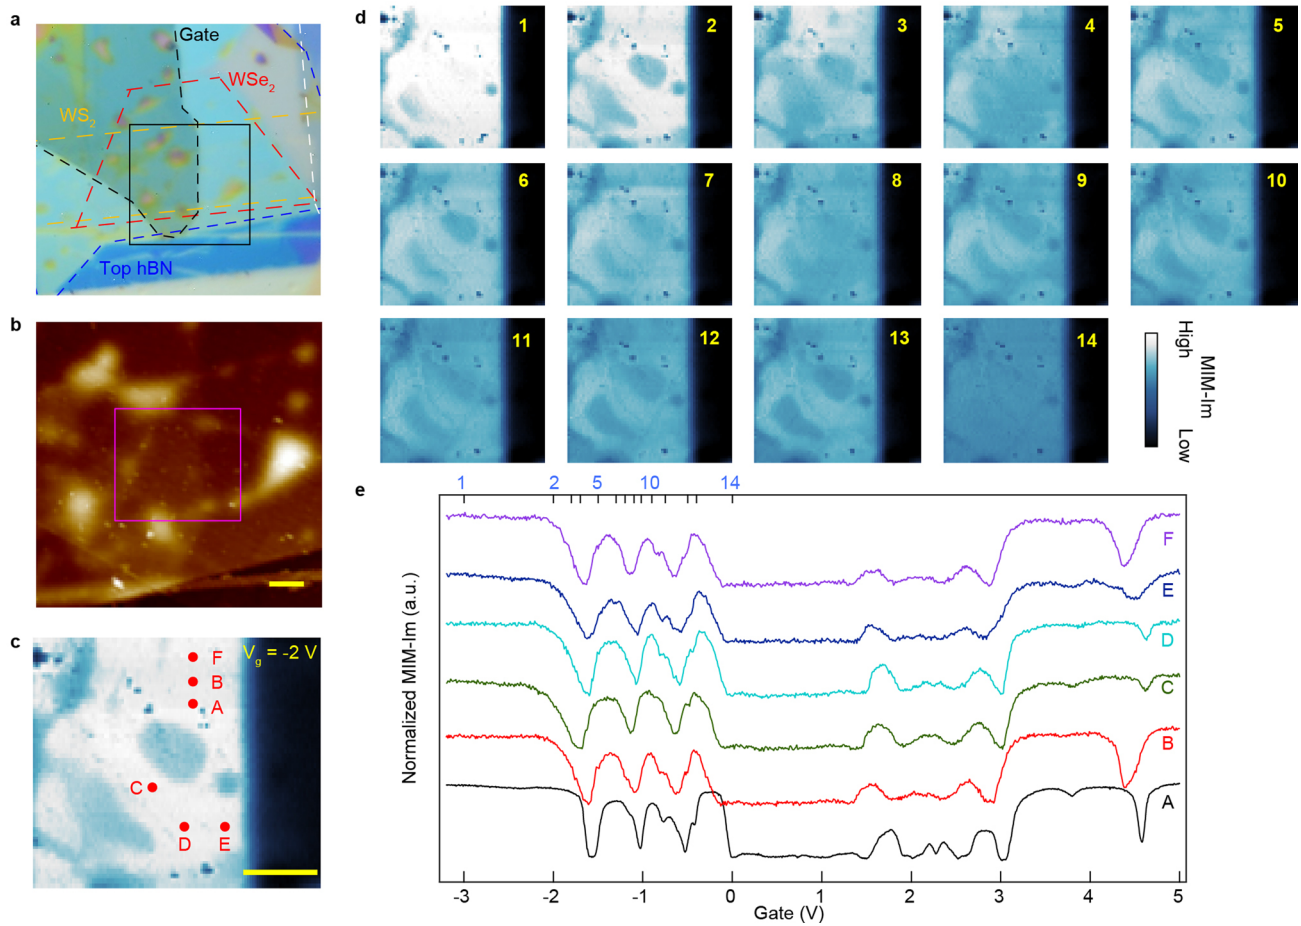 a
Gate
WSe2
WS2
Top hBN
b
c
Vg = -2 V
F
B
A
C
D
E
d
1
2
3
4
5
6
7
8
9
10
11
12
13
14
High
MIM-Im
Low
e
1
2
5
10
14
Normalized MIM-Im (a.u.)
F
E
D
C
B
A
-3
-2
-1
0
1
2
3
4
5
Gate (V)